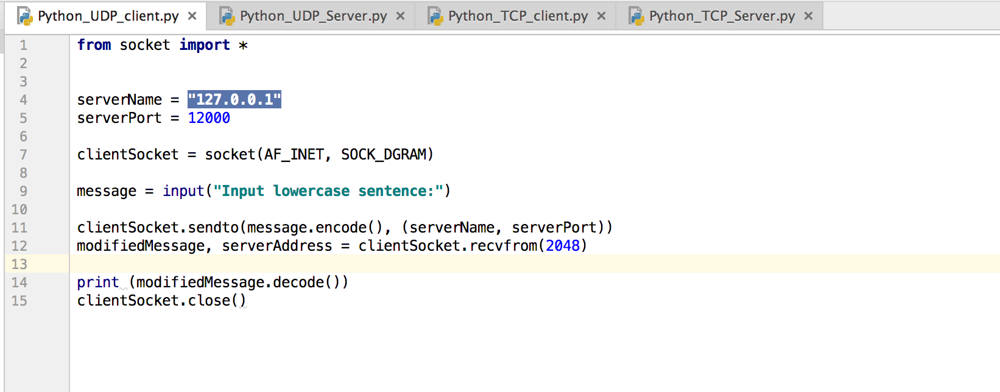 Python_UDP_client.py × Python_UDP_Server.py × Python_TCP_client.py × Python_TCP_Server.py ×
1 from socket import *
2
3
4 serverName = "127.0.0.1"
5 serverPort = 12000
6
7 clientSocket = socket(AF_INET, SOCK_DGRAM)
8
9 message = input("Input lowercase sentence:")
10
11 clientSocket.sendto(message.encode(), (serverName, serverPort))
12 modifiedMessage, serverAddress = clientSocket.recvfrom(2048)
13
14 print (modifiedMessage.decode())
15 clientSocket.close()